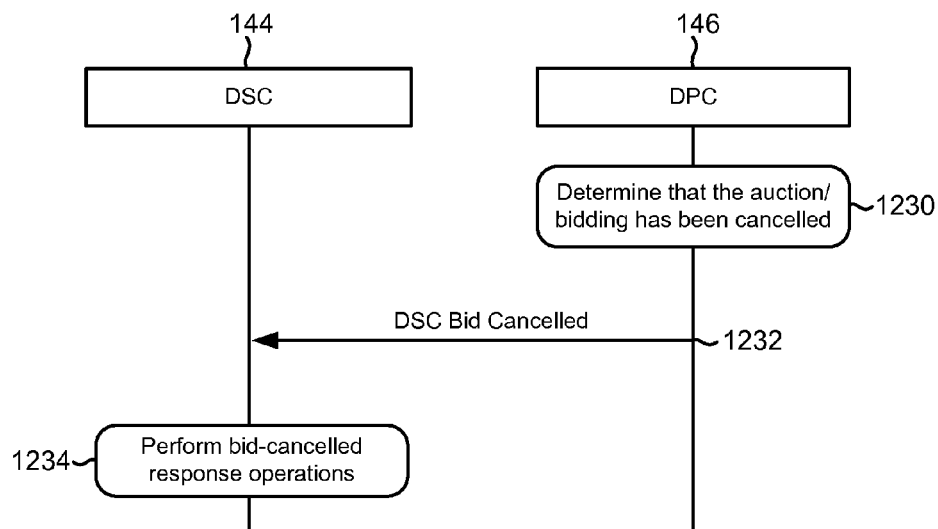 144
146
DSC
DPC
Determine that the auction/
bidding has been cancelled
1230
DSC Bid Cancelled
1232
1234
Perform bid-cancelled
response operations